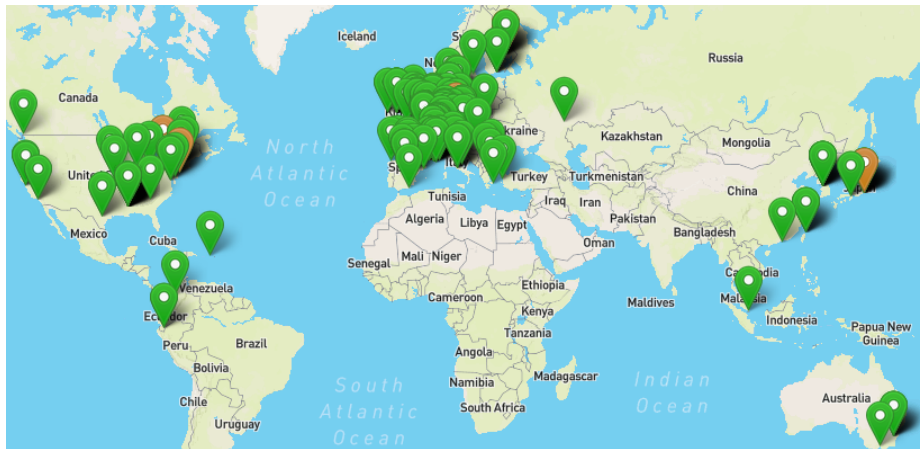 Iceland
Russia
Canada
Kazakhstan
Mongolia
North
Atlantic
Ocean
Turkey
Turkmenistan
China
Tunisia
Iraq
Iran
Algeria
Libya
Egypt
Pakistan
Mexico
Cuba
Bangladesh
Oman
Mali
Niger
Senegal
Venezuela
Ethiopia
Cameroon
Maldives
Kenya
Indonesia
Tanzania
Papua New
Guinea
Peru
Brazil
Angola
Bolivia
Madagascar
Namibia
South
Atlantic
Ocean
Indian
Ocean
Chile
South Africa
Australia
Uruguay